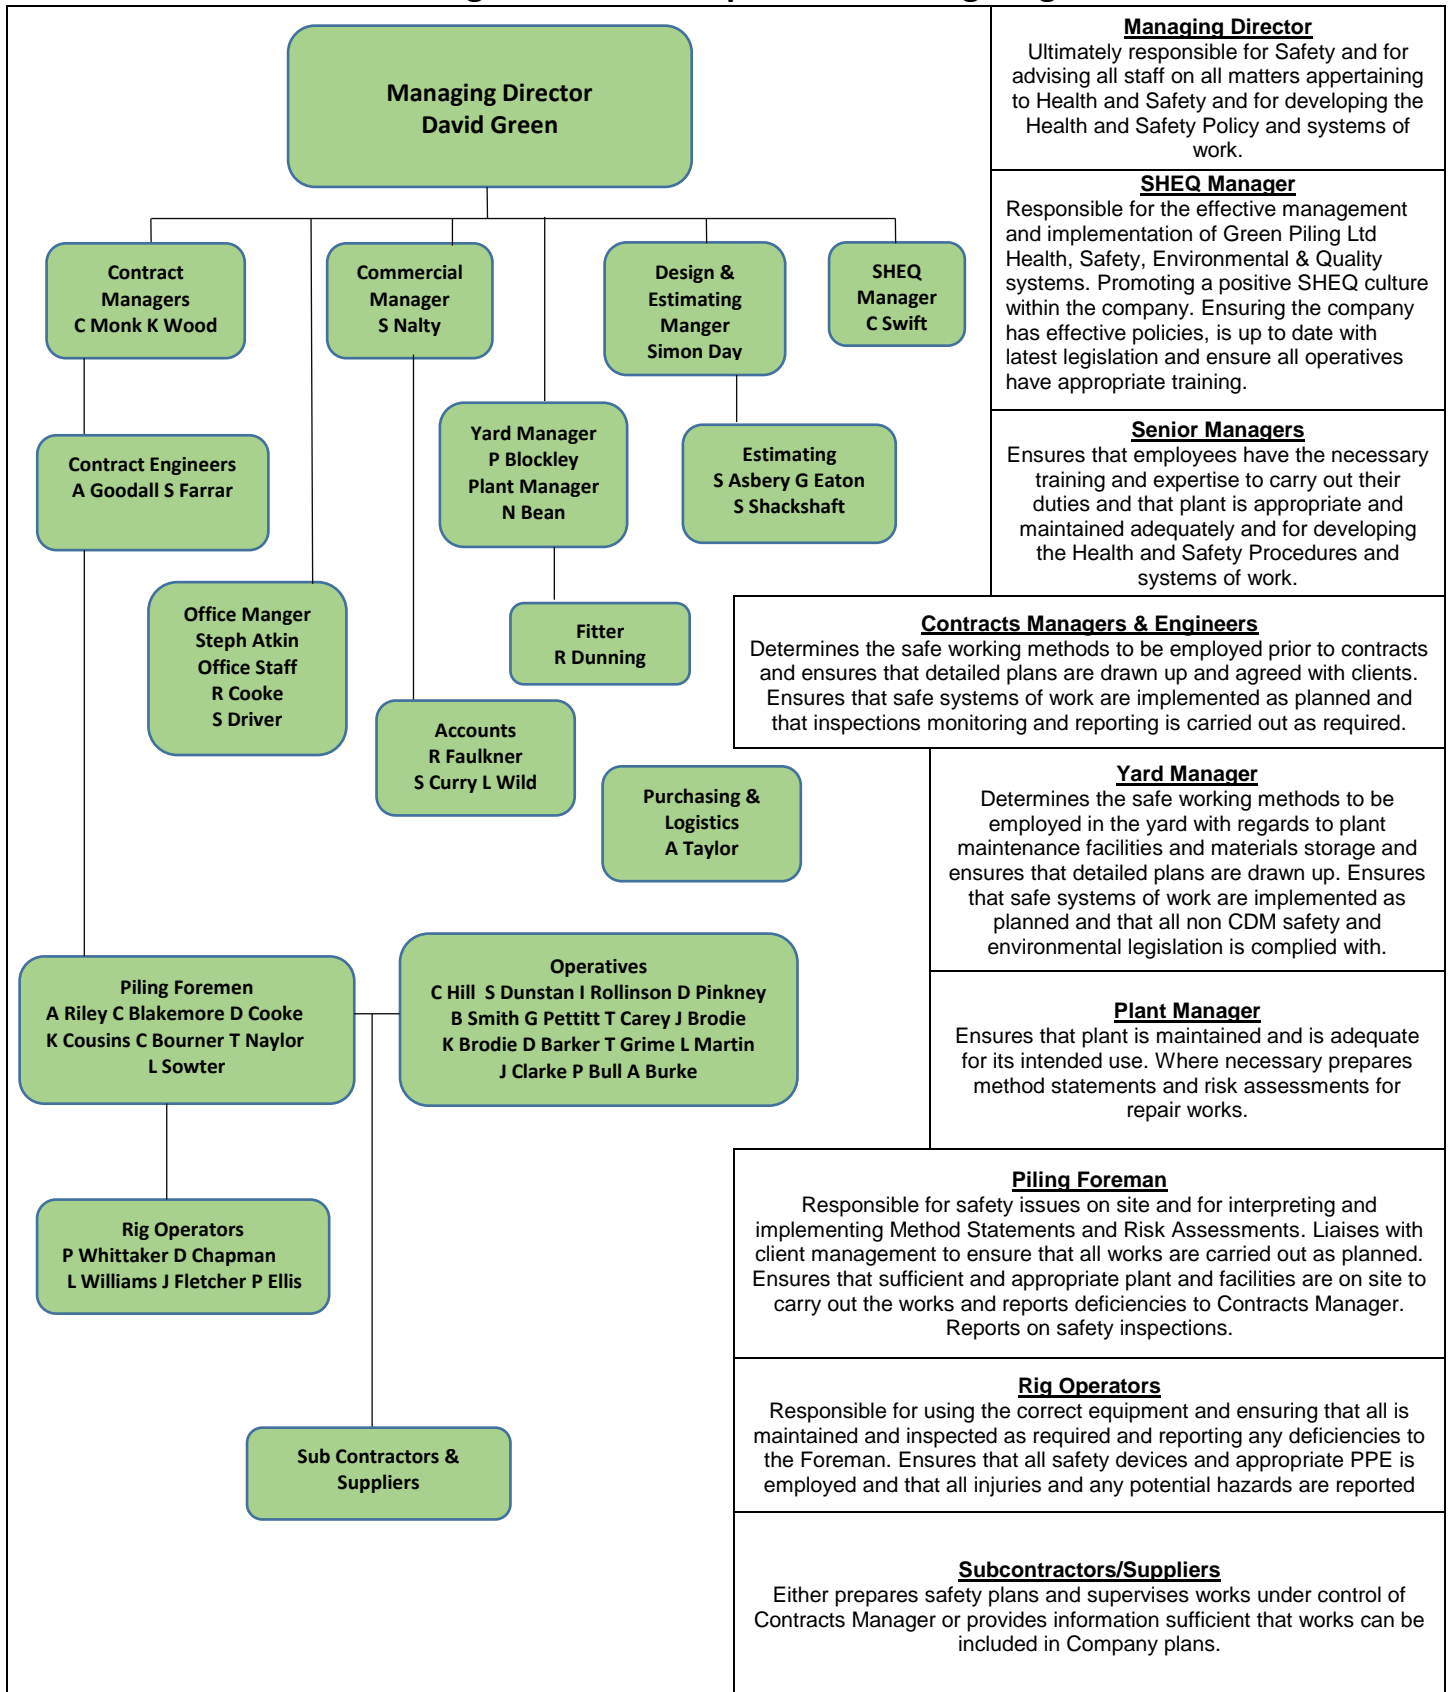 Managing Director
David Green
Contract
Managers
C Monk K Wood
Commercial
Manager
S Nalty
Design &
Estimating
Manger
Simon Day
SHEQ
Manager
C Swift
Contract Engineers
A Goodall S Farrar
Yard Manager
P Blockley
Plant Manager
N Bean
Estimating
S Asbery G Eaton
S Shackshaft
Office Manger
Steph Atkin
Office Staff
R Cooke
S Driver
Fitter
R Dunning
Accounts
R Faulkner
S Curry L Wild
Purchasing &
Logistics
A Taylor
Piling Foremen
A Riley C Blakemore D Cooke
K Cousins C Bourner T Naylor
L Sowter
Operatives
C Hill S Dunstan I Rollinson D Pinkney
B Smith G Pettitt T Carey J Brodie
K Brodie D Barker T Grime L Martin
J Clarke P Bull A Burke
Rig Operators
P Whittaker D Chapman
L Williams J Fletcher P Ellis
Sub Contractors &
Suppliers
Managing Director
Ultimately responsible for Safety and for
advising all staff on all matters appertaining
to Health and Safety and for developing the
Health and Safety Policy and systems of
work.
SHEQ Manager
Responsible for the effective management
and implementation of Green Piling Ltd
Health, Safety, Environmental & Quality
systems. Promoting a positive SHEQ culture
within the company. Ensuring the company
has effective policies, is up to date with
latest legislation and ensure all operatives
have appropriate training.
Senior Managers
Ensures that employees have the necessary
training and expertise to carry out their
duties and that plant is appropriate and
maintained adequately and for developing
the Health and Safety Procedures and
systems of work.
Contracts Managers & Engineers
Determines the safe working methods to be employed prior to contracts
and ensures that detailed plans are drawn up and agreed with clients.
Ensures that safe systems of work are implemented as planned and
that inspections monitoring and reporting is carried out as required.
Yard Manager
Determines the safe working methods to be
employed in the yard with regards to plant
maintenance facilities and materials storage and
ensures that detailed plans are drawn up. Ensures
that safe systems of work are implemented as
planned and that all non CDM safety and
environmental legislation is complied with.
Plant Manager
Ensures that plant is maintained and is adequate
for its intended use. Where necessary prepares
method statements and risk assessments for
repair works.
Piling Foreman
Responsible for safety issues on site and for interpreting and
implementing Method Statements and Risk Assessments. Liaises with
client management to ensure that all works are carried out as planned.
Ensures that sufficient and appropriate plant and facilities are on site to
carry out the works and reports deficiencies to Contracts Manager.
Reports on safety inspections.
Rig Operators
Responsible for using the correct equipment and ensuring that all is
maintained and inspected as required and reporting any deficiencies to
the Foreman. Ensures that all safety devices and appropriate PPE is
employed and that all injuries and any potential hazards are reported
Subcontractors/Suppliers
Either prepares safety plans and supervises works under control of
Contracts Manager or provides information sufficient that works can be
included in Company plans.